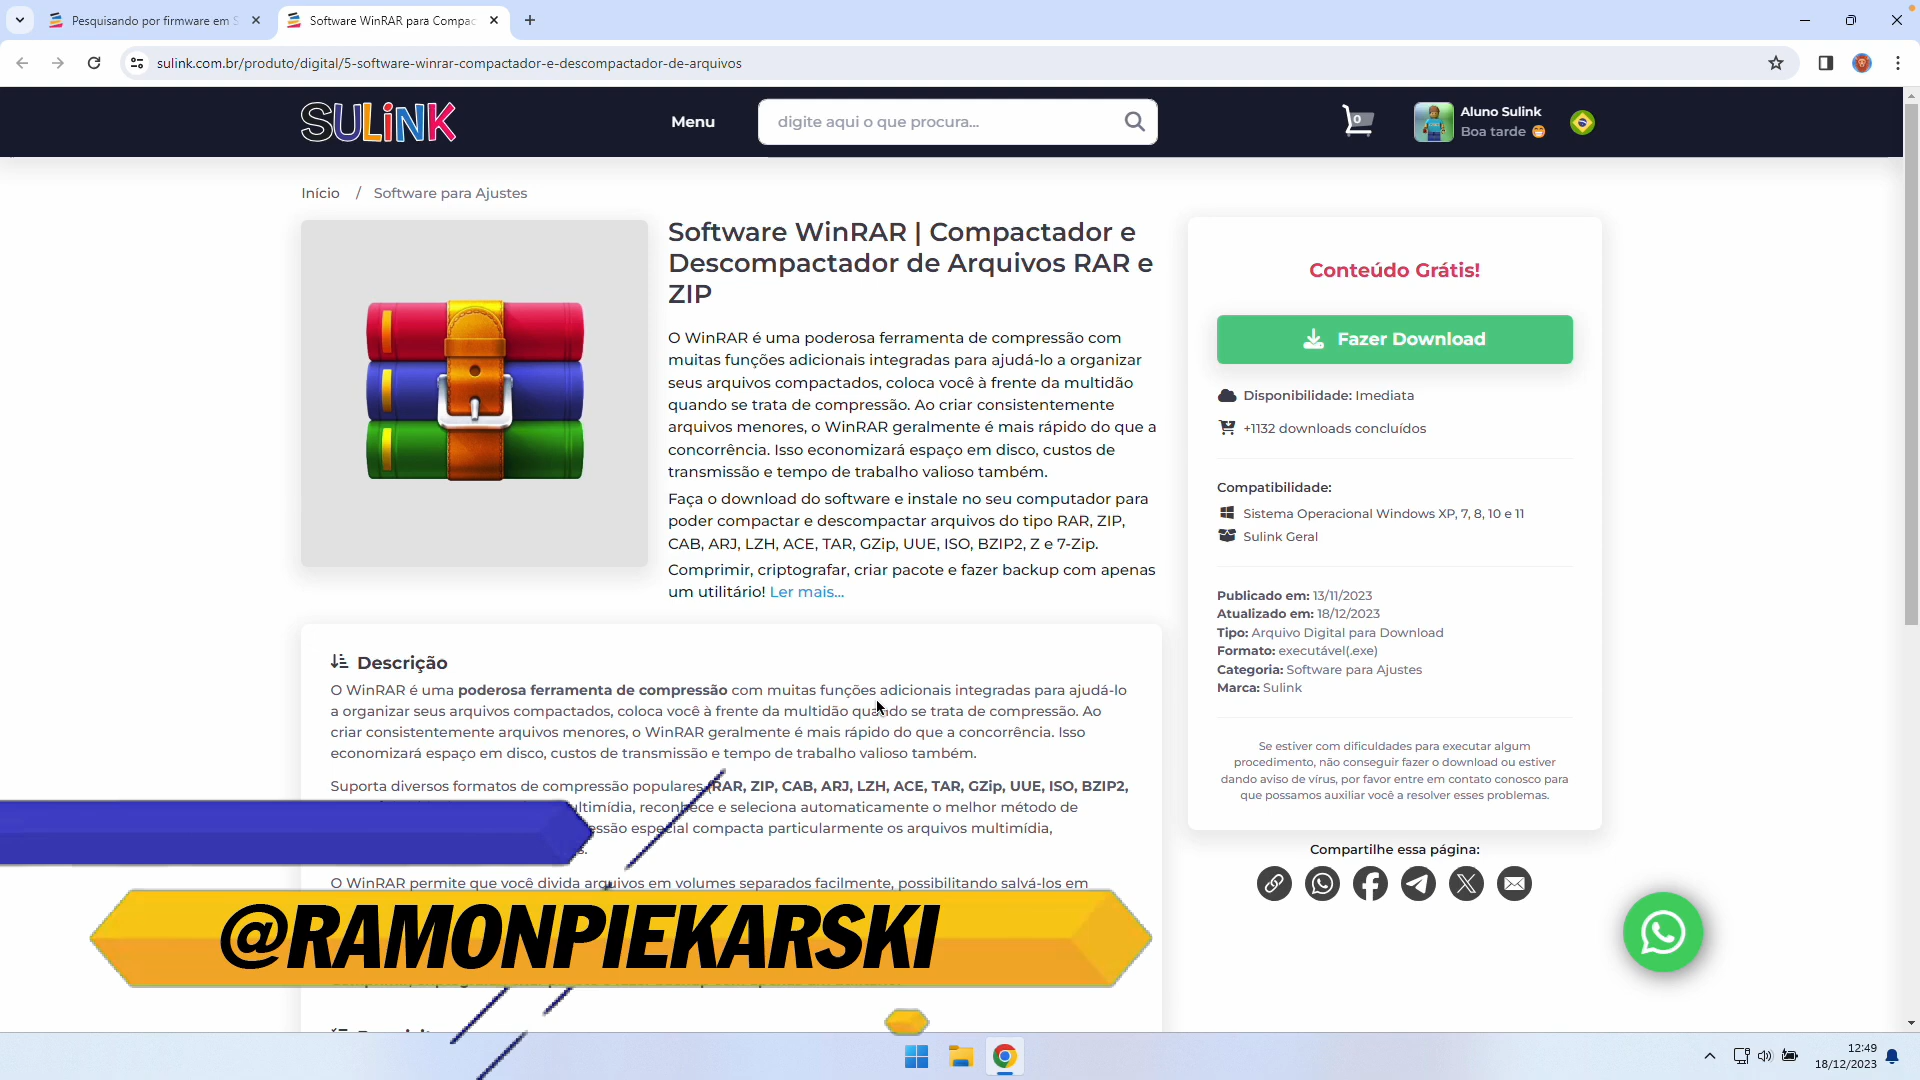 Pesquisando por firmware em S
Software WinRAR para Compac
sulink.com.br/produto/digital/5-software-winrar-compactador-e-descompactador-de-arquivos
SULINK
Menu
digite aqui o que procura...
0
Aluno Sulink
Boa tarde
Início / Software para Ajustes
Software WinRAR | Compactador e
Descompactador de Arquivos RAR e
ZIP
O WinRAR é uma poderosa ferramenta de compressão com
muitas funções adicionais integradas para ajudá-lo a organizar
seus arquivos compactados, coloca você à frente da multidão
quando se trata de compressão. Ao criar consistentemente
arquivos menores, o WinRAR geralmente é mais rápido do que a
concorrência. Isso economizará espaço em disco, custos de
transmissão e tempo de trabalho valioso também.
Faça o download do software e instale no seu computador para
poder compactar e descompactar arquivos do tipo RAR, ZIP,
CAB, ARJ, LZH, ACE, TAR, GZip, UUE, ISO, BZIP2, Z e 7-Zip.
Comprimir, criptografar, criar pacote e fazer backup com apenas
um utilitário! Ler mais...
Conteúdo Grátis!
Fazer Download
Disponibilidade: Imediata
+1132 downloads concluídos
Compatibilidade:
Sistema Operacional Windows XP, 7, 8, 10 e 11
Sulink Geral
Publicado em: 13/11/2023
Atualizado em: 18/12/2023
Tipo: Arquivo Digital para Download
Formato: executável(.exe)
Categoria: Software para Ajustes
Marca: Sulink
Se estiver com dificuldades para executar algum
procedimento, não conseguir fazer o download ou estiver
dando aviso de vírus, por favor entre em contato conosco para
que possamos auxiliar você a resolver esses problemas.
Compartilhe essa página:
Descrição
O WinRAR é uma poderosa ferramenta de compressão com muitas funções adicionais integradas para ajudá-lo
a organizar seus arquivos compactados, coloca você à frente da multidão quando se trata de compressão. Ao
criar consistentemente arquivos menores, o WinRAR geralmente é mais rápido do que a concorrência. Isso
economizará espaço em disco, custos de transmissão e tempo de trabalho valioso também.
Suporta diversos formatos de compressão populares (RAR, ZIP, CAB, ARJ, LZH, ACE, TAR, GZip, UUE, ISO, BZIP2,
ultimídia, reconhece e seleciona automaticamente o melhor método de
essão especial compacta particularmente os arquivos multimídia,
O WinRAR permite que você divida arquivos em volumes separados facilmente, possibilitando salvá-los em
@RAMONPIEKARSKI
12:49
18/12/2023